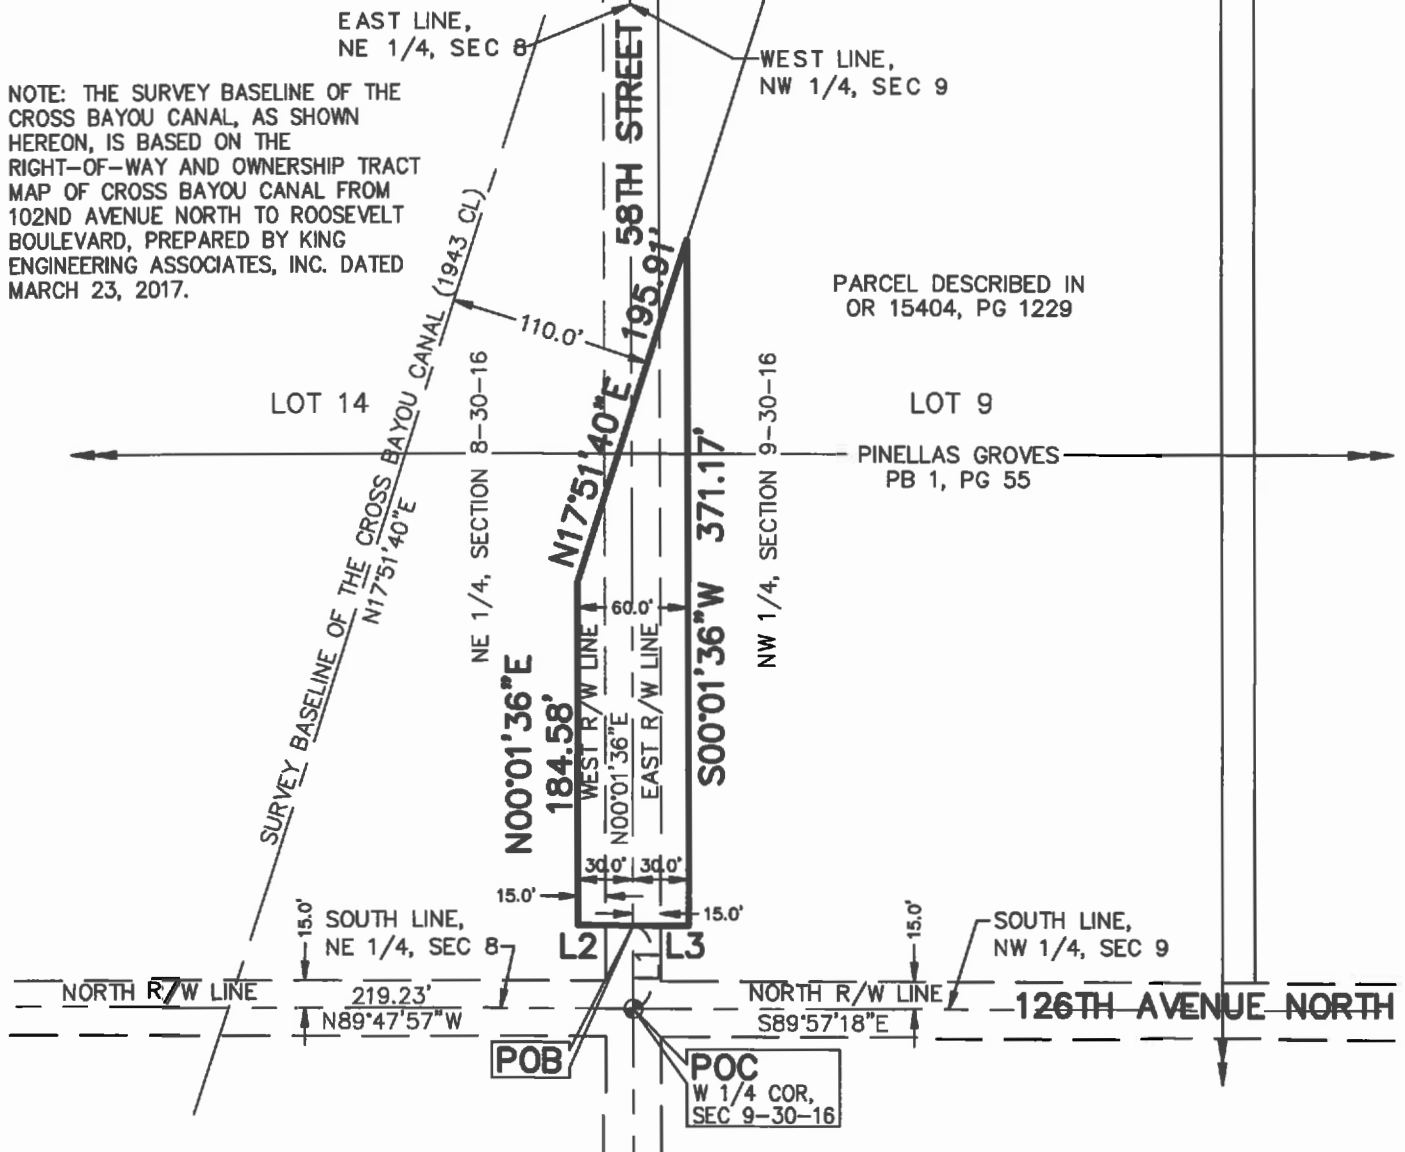 EAST LINE,
NE 1/4, SEC 8
WEST LINE,
NW 1/4, SEC 9
58TH STREET
NOTE: THE SURVEY BASELINE OF THE
CROSS BAYOU CANAL, AS SHOWN
HEREON, IS BASED ON THE
RIGHT-OF-WAY AND OWNERSHIP TRACT
MAP OF CROSS BAYOU CANAL FROM
102ND AVENUE NORTH TO ROOSEVELT
BOULEVARD, PREPARED BY KING
ENGINEERING ASSOCIATES, INC. DATED
MARCH 23, 2017.
SURVEY BASELINE OF THE CROSS BAYOU CANAL (1943 CL)
N17°51'40"E
110.0'
N17°51'40"E 195.91'
PARCEL DESCRIBED IN
OR 15404, PG 1229
LOT 14
LOT 9
NE 1/4, SECTION 8-30-16
NW 1/4, SECTION 9-30-16
PINELLAS GROVES
PB 1, PG 55
S00°01'36"W 371.17'
60.0'
N00°01'36"E
184.58'
WEST R/W LINE
N00°01'36"E
EAST R/W LINE
30.0'
30.0'
15.0'
15.0'
15.0'
SOUTH LINE,
NE 1/4, SEC 8
L2
L1
L3
15.0'
SOUTH LINE,
NW 1/4, SEC 9
NORTH R/W LINE
219.23'
N89°47'57"W
NORTH R/W LINE
S89°57'18"E
126TH AVENUE NORTH
POB
POC
W 1/4 COR,
SEC 9-30-16